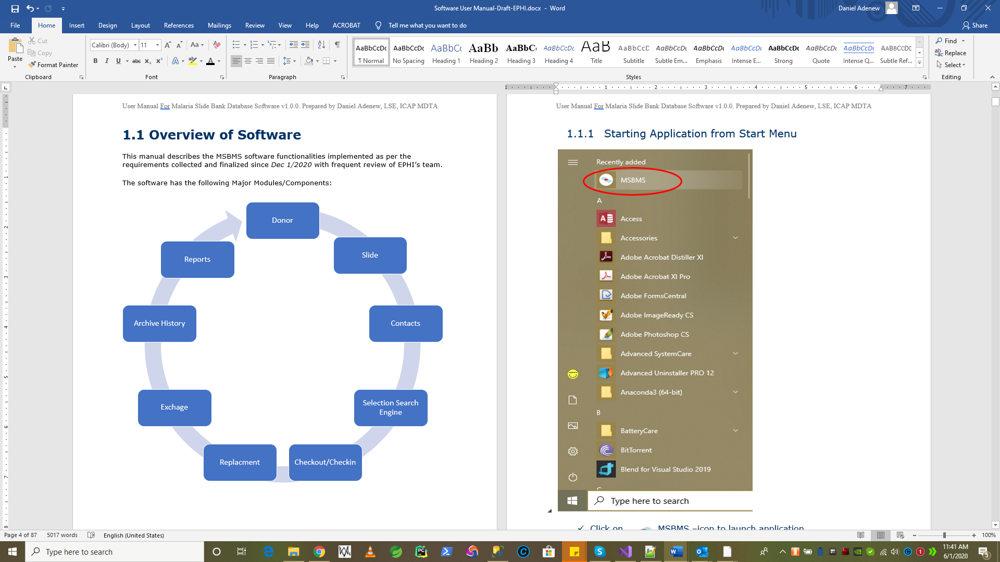 Software User Manual-Draft-EPHI.docx - Word
Daniel Adenew
File Home Insert Design Layout References Mailings Review View Help ACROBAT Tell me what you want to do
Share
Paste
Cut
Copy
Format Painter
Clipboard
Calibri (Body) 11
Font
Paragraph
AaBbCcDc AaBbCcDc AaBbCc AaBb AaBbC AaBbCcDc AaB AaBbCcD AaBbCcDc AaBbCcDc AaBbCcDc AaBbCcDc AaBbCcDc AaBbCcDc AABBCCDE
¶ Normal No Spacing Heading 1 Heading 2 Heading 3 Heading 4 Title Subtitle Subtle Em... Emphasis Intense E... Strong Quote Intense Q... Subtle Ref...
Styles
Find
Replace
Select
Editing
User Manual For Malaria Slide Bank Database Software v1.0.0. Prepared by Daniel Adenew, LSE, ICAP MDTA
1.1 Overview of Software
This manual describes the MSBMS software functionalities implemented as per the
requirements collected and finalized since Dec 1/2020 with frequent review of EPHI's team.
The software has the following Major Modules/Components:
Donor
Slide
Contacts
Selection Search
Engine
Checkout/Checkin
Replacment
Exchage
Archive History
Reports
User Manual For Malaria Slide Bank Database Software v1.0.0. Prepared by Daniel Adenew, LSE, ICAP MDTA
1.1.1 Starting Application from Start Menu
Recently added
MSBMS
A
Access
Accessories
Adobe Acrobat Distiller XI
Adobe Acrobat XI Pro
Adobe FormsCentral
Adobe ImageReady CS
Adobe Photoshop CS
Advanced SystemCare
Advanced Uninstaller PRO 12
Anaconda3 (64-bit)
B
BatteryCare
BitTorrent
Blend for Visual Studio 2019
Type here to search
✓ Click on MSBMS –icon to launch application
Page 4 of 87 5017 words English (United States)
100%
Type here to search
11:41 AM
6/1/2020